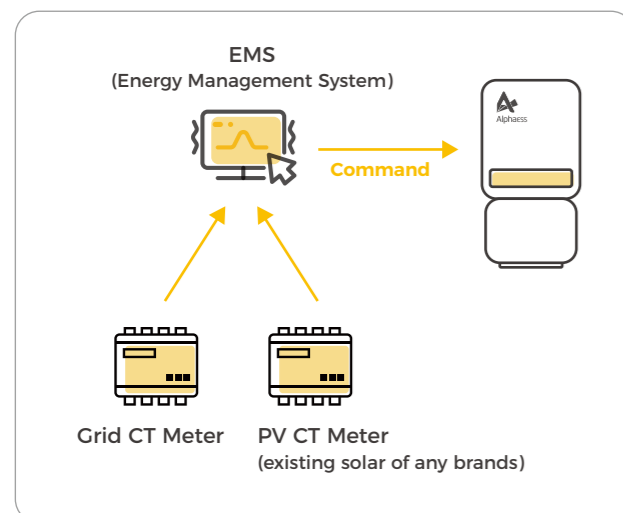 EMS
(Energy Management System)
Alphaess
Command
Grid CT Meter
PV CT Meter
(existing solar of any brands)